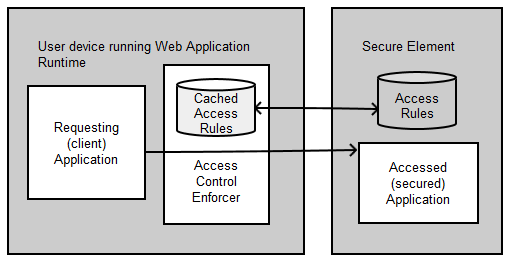 User device running Web Application
Runtime
Requesting
(client)
Application
Cached
Access
Rules
Access
Control
Enforcer
Secure Element
Access
Rules
Accessed
(secured)
Application